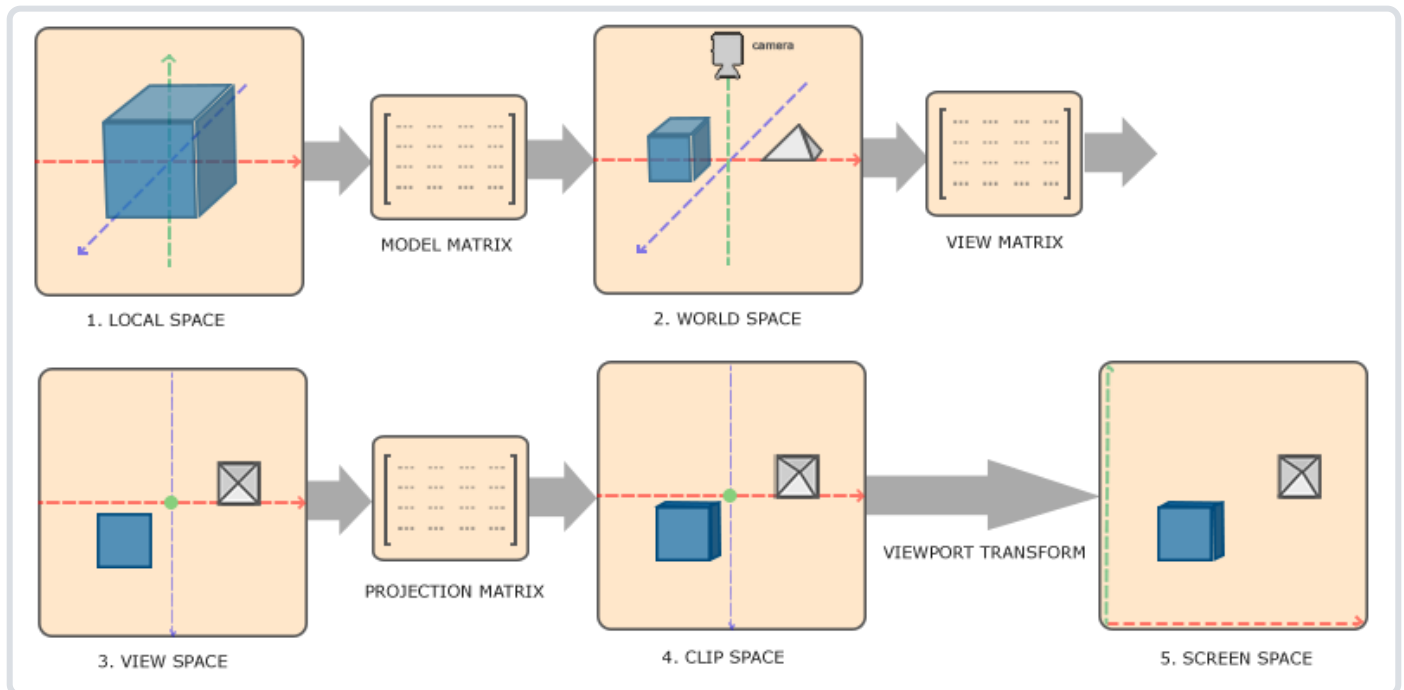 camera
MODEL MATRIX
VIEW MATRIX
1. LOCAL SPACE
2. WORLD SPACE
PROJECTION MATRIX
VIEWPORT TRANSFORM
3. VIEW SPACE
4. CLIP SPACE
5. SCREEN SPACE